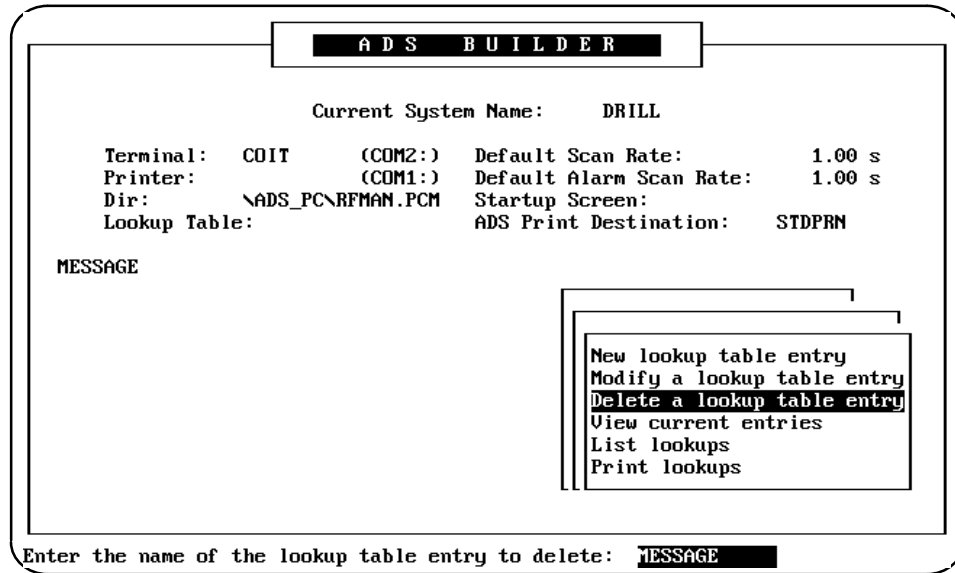 ADS BUILDER
Current System Name: DRILL
Terminal: COIT (COM2:) Default Scan Rate: 1.00 s
Printer: (COM1:) Default Alarm Scan Rate: 1.00 s
Dir: \ADS_PC\RFMAN.PCM Startup Screen:
Lookup Table: ADS Print Destination: STDPRN
MESSAGE
New lookup table entry
Modify a lookup table entry
Delete a lookup table entry
View current entries
List lookups
Print lookups
Enter the name of the lookup table entry to delete: MESSAGE